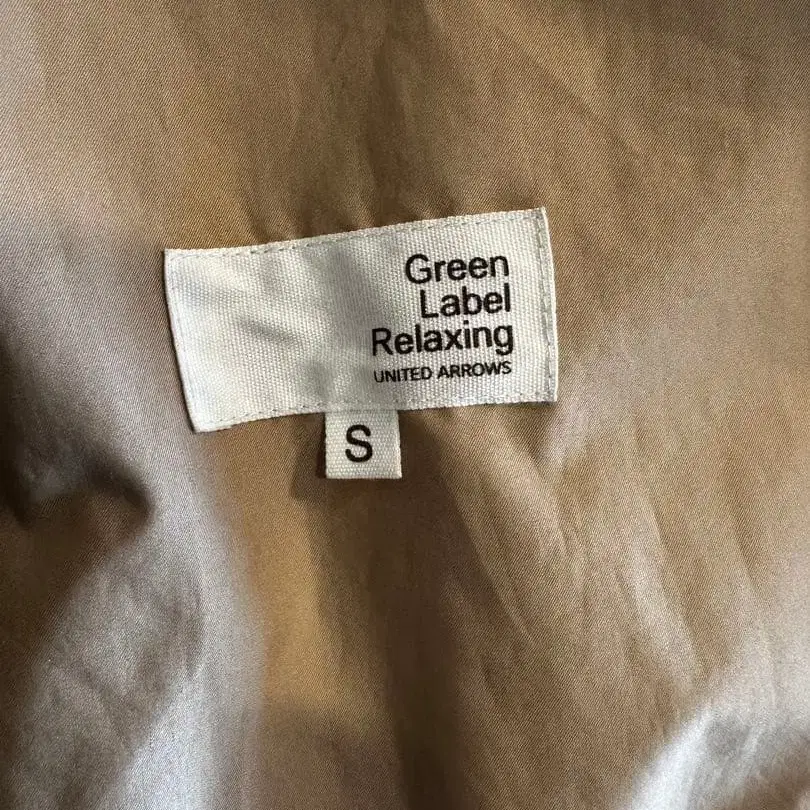 Green
Label
Relaxing
UNITED ARROWS
S